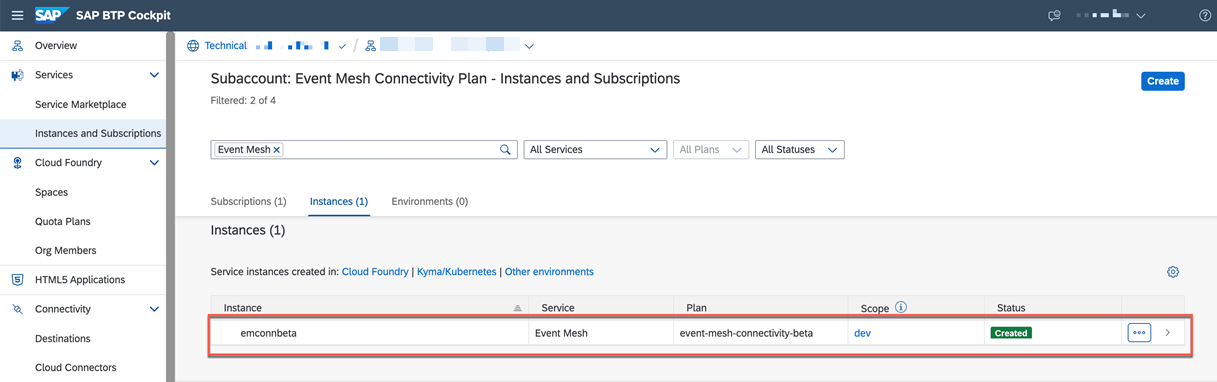 SAP SAP BTP Cockpit
Overview
Services
Service Marketplace
Instances and Subscriptions
Cloud Foundry
Spaces
Quota Plans
Org Members
HTML5 Applications
Connectivity
Destinations
Cloud Connectors
Technical /
Subaccount: Event Mesh Connectivity Plan - Instances and Subscriptions
Create
Filtered: 2 of 4
Event Mesh All Services All Plans All Statuses
Subscriptions (1) Instances (1) Environments (0)
Instances (1)
Service instances created in: Cloud Foundry | Kyma/Kubernetes | Other environments
Instance Service Plan Scope Status
emconnbeta Event Mesh event-mesh-connectivity-beta dev Created